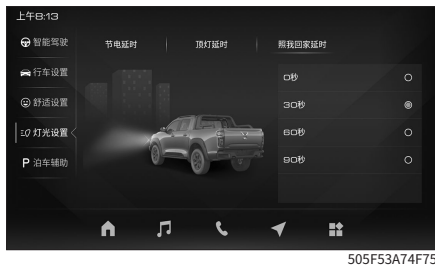 上午8:13
智能驾驶
节电延时
顶灯延时
照我回家延时
行车设置
0秒
舒适设置
30秒
灯光设置
60秒
P 泊车辅助
90秒
505F53A74F75